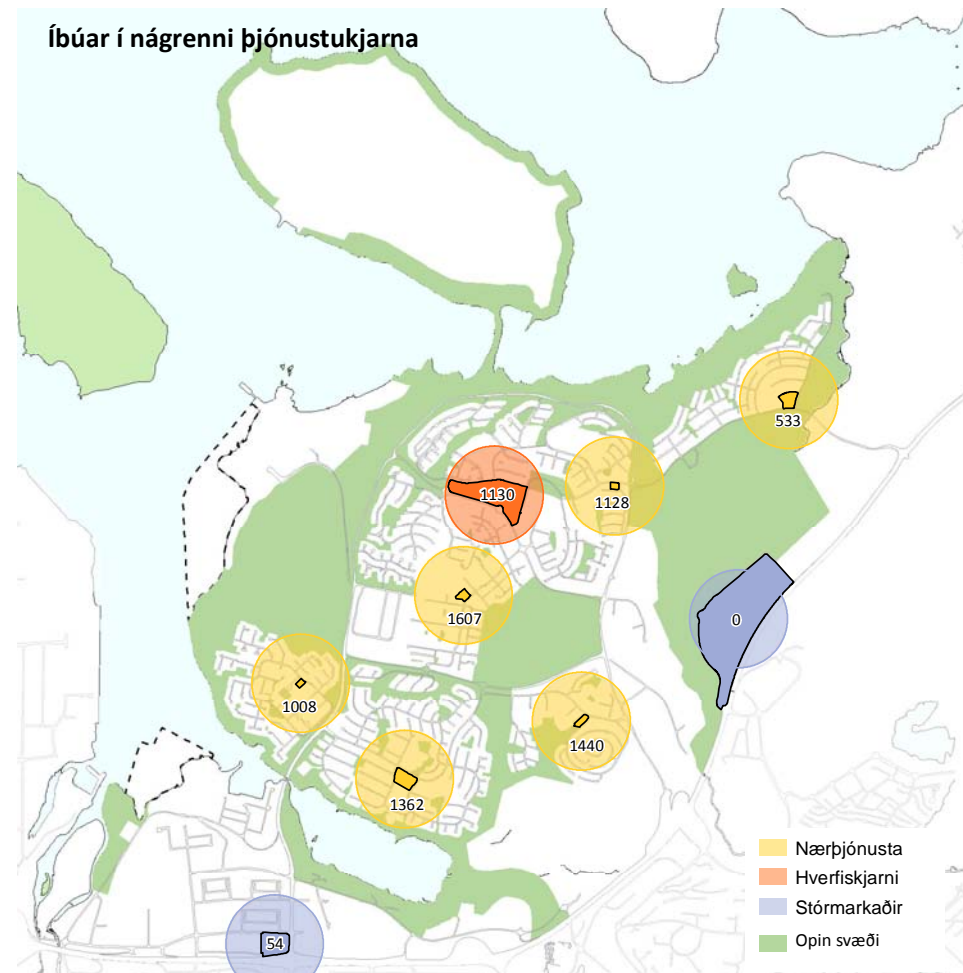 Íbúar í nágrenni þjónustukjarna
533
1130
1128
1607
0
1008
1440
1362
54
Nærþjónusta
Hverfiskjarni
Stórmarkaðir
Opin svæði